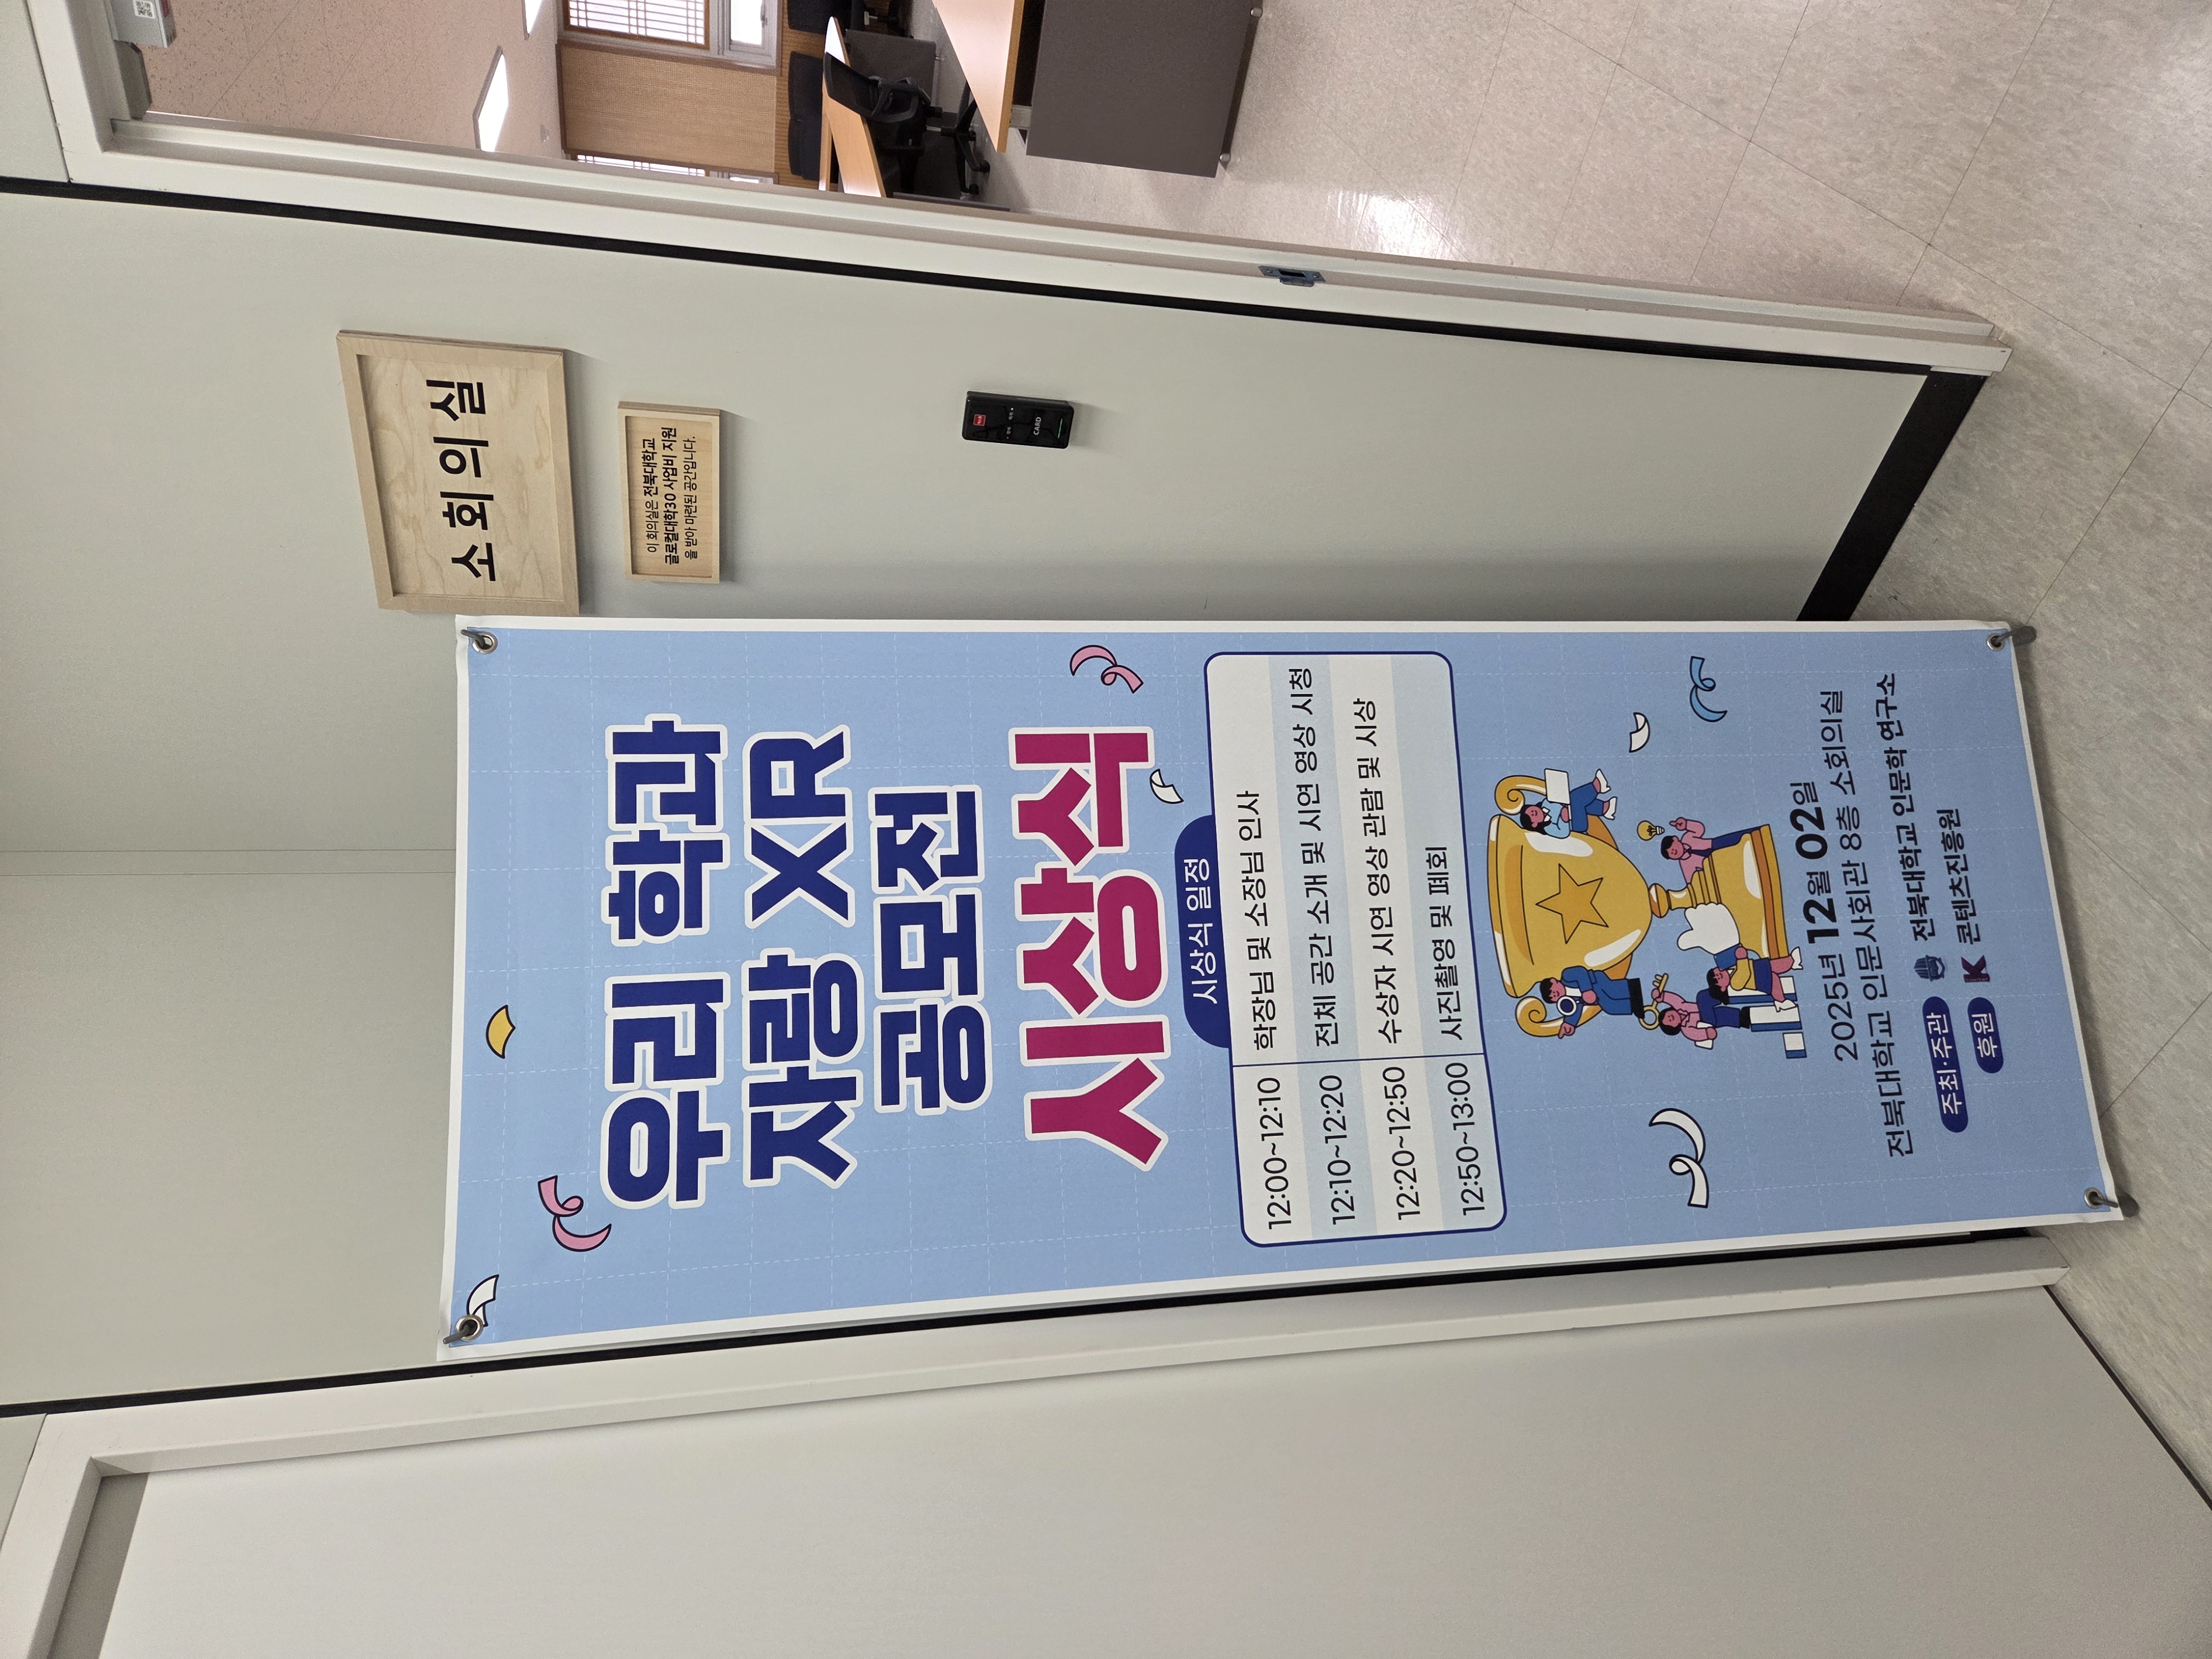 우리 학과
자랑 XR
공모전
시상식
시상식 일정
12:00~12:10 학장님 및 소장님 인사
12:10~12:20 전체 공간 소개 및 시연 영상 시청
12:20~12:50 수상자 시연 영상 관람 및 시상
12:50~13:00 사진촬영 및 폐회
2025년 12월 02일
전북대학교 인문사회관 8층 소회의실
주최·주관 전북대학교 인문학 연구소
후원 K 콘텐츠진흥원
소회의실
이 회의실은 전북대학교
글로컬대학30 사업비 지원
을 받아 마련된 공간입니다.
CARD